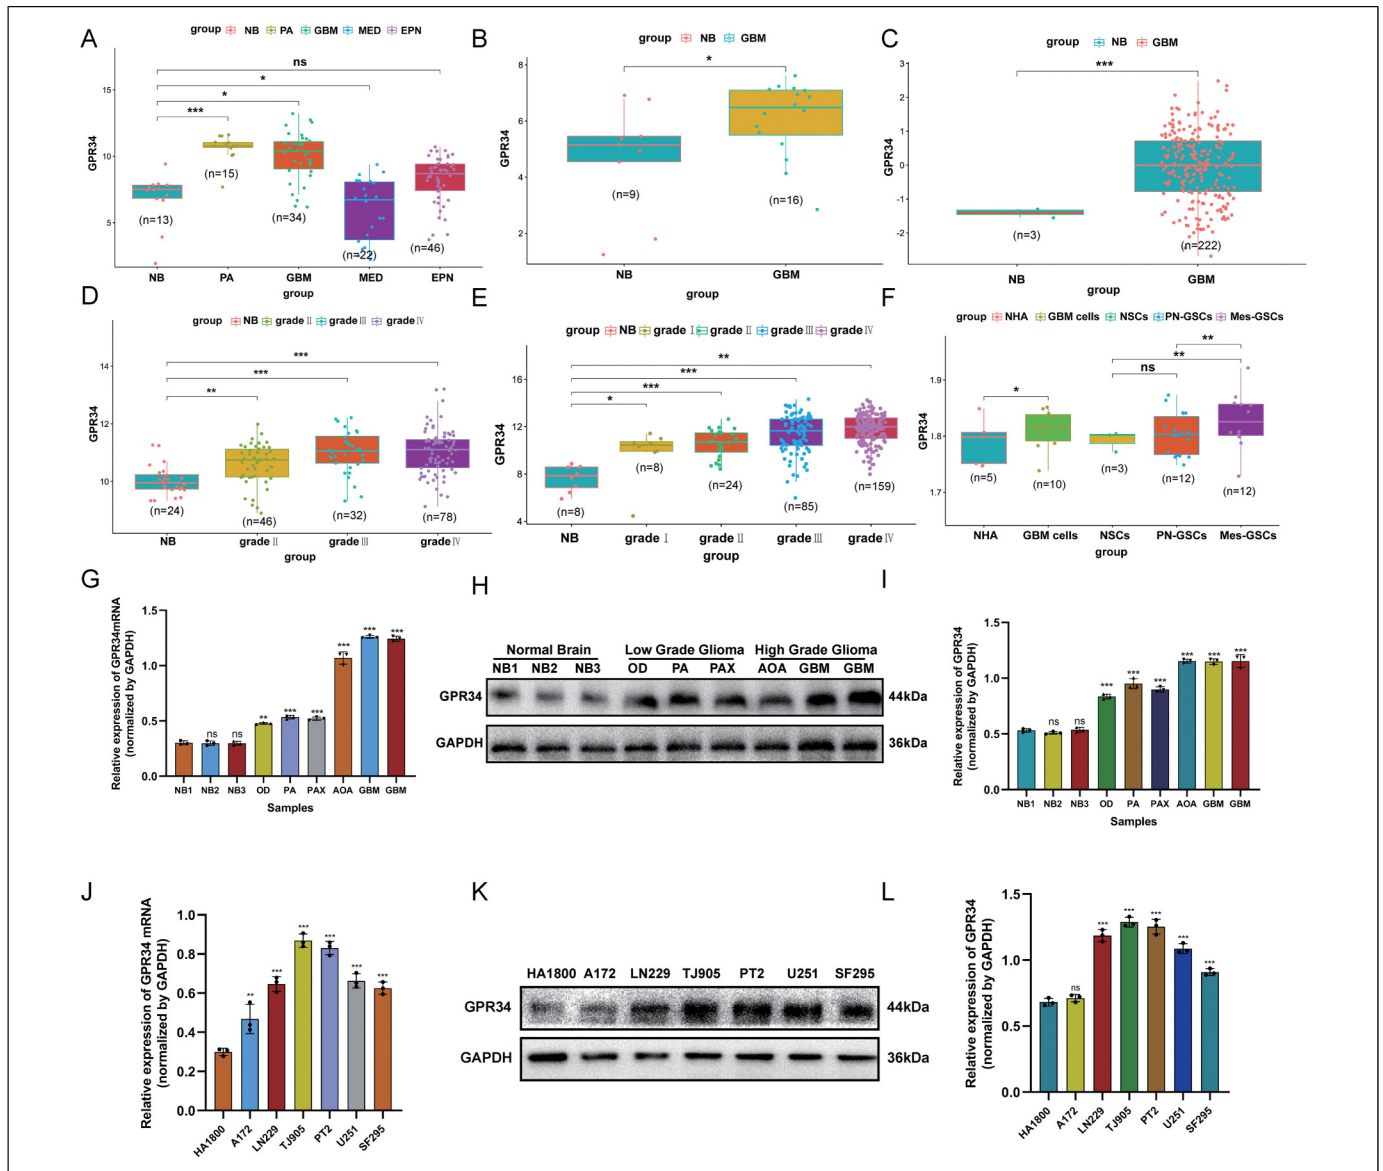 A
group NB PA GBM MED EPN
GPR34
15
10
5
ns
*
*
***
(n=13)
(n=15)
(n=34)
(n=22)
(n=46)
NB PA GBM MED EPN
group
B
group NB GBM
GPR34
8
6
4
2
*
(n=9)
(n=16)
NB GBM
group
C
group NB GBM
GPR34
3
2
1
0
-1
-2
***
(n=3)
(n=222)
NB GBM
group
D
group NB grade Ⅱ grade Ⅲ grade Ⅳ
GPR34
14
12
10
***
***
**
(n=24)
(n=46)
(n=32)
(n=78)
NB grade Ⅱ grade Ⅲ grade Ⅳ
group
E
group NB grade Ⅰ grade Ⅱ grade Ⅲ grade Ⅳ
GPR34
16
12
8
4
**
***
***
*
(n=8)
(n=8)
(n=24)
(n=85)
(n=159)
NB grade Ⅰ grade Ⅱ grade Ⅲ grade Ⅳ
group
F
group NHA GBM cells NSCs PN-GSCs Mes-GSCs
GPR34
1.9
1.8
1.7
**
**
ns
*
(n=5)
(n=10)
(n=3)
(n=12)
(n=12)
NHA GBM cells NSCs PN-GSCs Mes-GSCs
group
G
Relative expression of GPR34mRNA
(normalized by GAPDH)
1.5
1.0
0.5
0.0
ns ns ** *** *** *** *** ***
NB1 NB2 NB3 OD PA PAX AOA GBM GBM
Samples
H
Normal Brain Low Grade Glioma High Grade Glioma
NB1 NB2 NB3 OD PA PAX AOA GBM GBM
GPR34 44kDa
GAPDH 36kDa
I
Relative expression of GPR34
(normalized by GAPDH)
1.5
1.0
0.5
0.0
ns ns *** *** *** *** *** ***
NB1 NB2 NB3 OD PA PAX AOA GBM GBM
Samples
J
Relative expression of GPR34 mRNA
(normalized by GAPDH)
1.0
0.8
0.6
0.4
0.2
0.0
** *** *** *** *** ***
HA1800 A172 LN229 TJ905 PT2 U251 SF295
K
HA1800 A172 LN229 TJ905 PT2 U251 SF295
GPR34 44kDa
GAPDH 36kDa
L
Relative expression of GPR34
(normalized by GAPDH)
1.5
1.0
0.5
0.0
ns *** *** *** *** ***
HA1800 A172 LN229 TJ905 PT2 U251 SF295